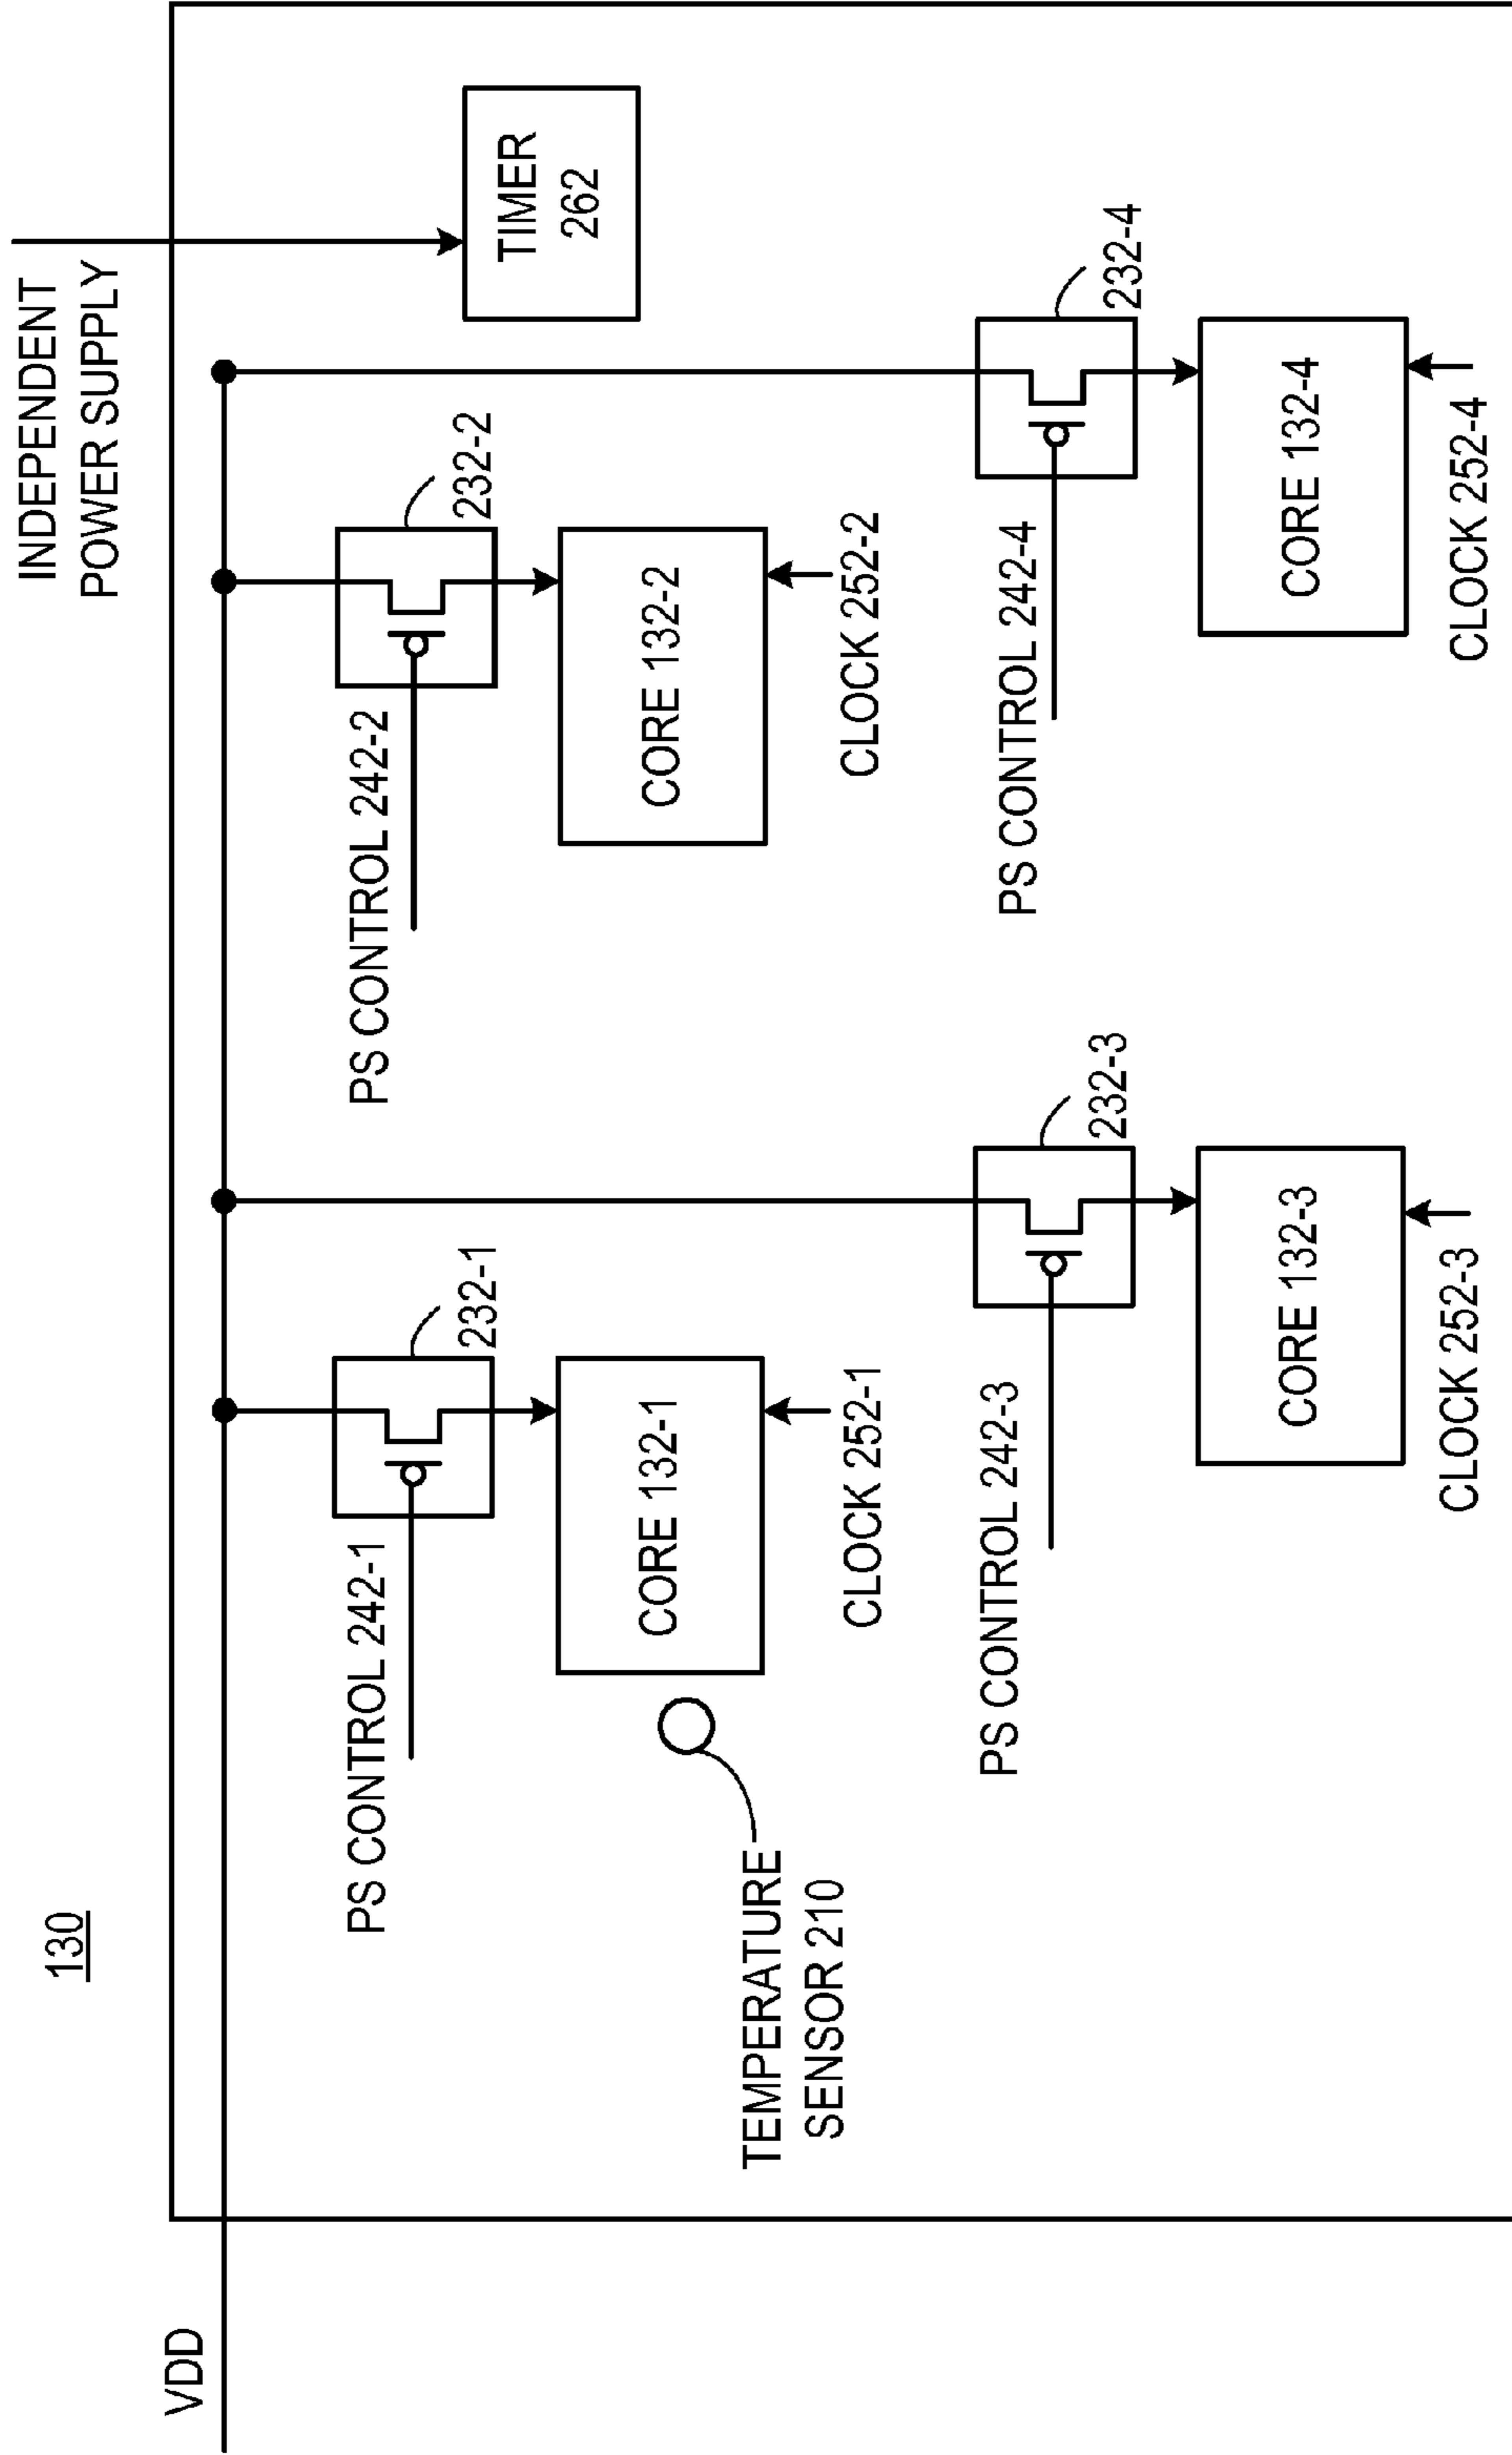 130
INDEPENDENT
POWER SUPPLY
VDD
PS CONTROL 242-1
232-1
PS CONTROL 242-2
232-2
TIMER
262
CORE 132-1
CORE 132-2
TEMPERATURE
SENSOR 210
CLOCK 252-1
CLOCK 252-2
PS CONTROL 242-3
232-3
PS CONTROL 242-4
232-4
CORE 132-3
CORE 132-4
CLOCK 252-3
CLOCK 252-4